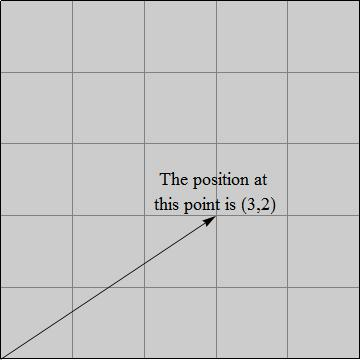 The position at
this point is (3,2)